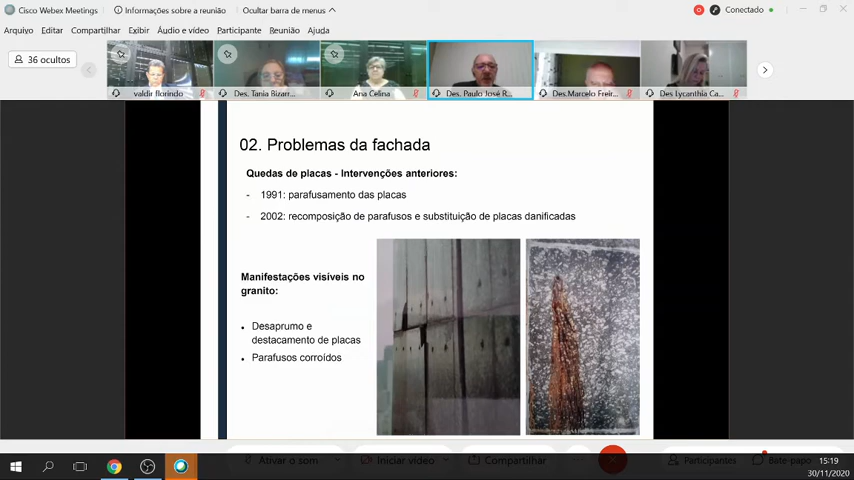 Cisco Webex Meetings
Informações sobre a reunião
Ocultar barra de menus
Conectado
Arquivo Editar Compartilhar Exibir Áudio e vídeo Participante Reunião Ajuda
36 ocultos
valdir florindo
Des. Tania Bizarr...
Ana Celina
Des. Paulo José R...
Des.Marcelo Freir...
Des Lycanthia Ca...
02. Problemas da fachada
Quedas de placas - Intervenções anteriores:
- 1991: parafusamento das placas
- 2002: recomposição de parafusos e substituição de placas danificadas
Manifestações visíveis no
granito:
• Desaprumo e
destacamento de placas
• Parafusos corroídos
Ativar o som
Iniciar vídeo
Compartilhar
Participantes
Bate-papo
15:19
30/11/2020